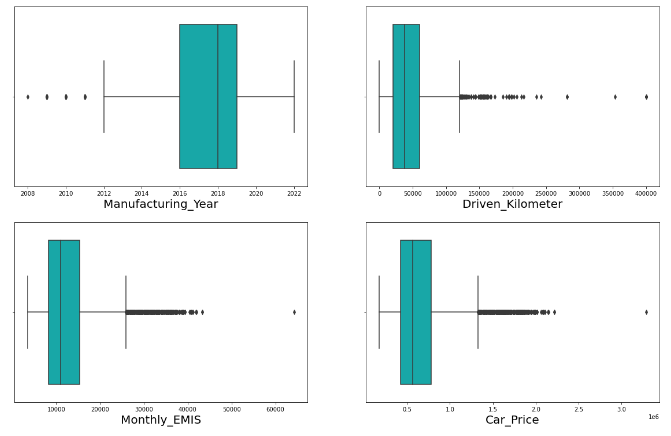 2008 2010 2012 2014 2016 2018 2020 2022
Manufacturing_Year
0 50000 100000 150000 200000 250000 300000 350000 400000
Driven_Kilometer
10000 20000 30000 40000 50000 60000
Monthly_EMIS
0.5 1.0 1.5 2.0 2.5 3.0
1e6
Car_Price